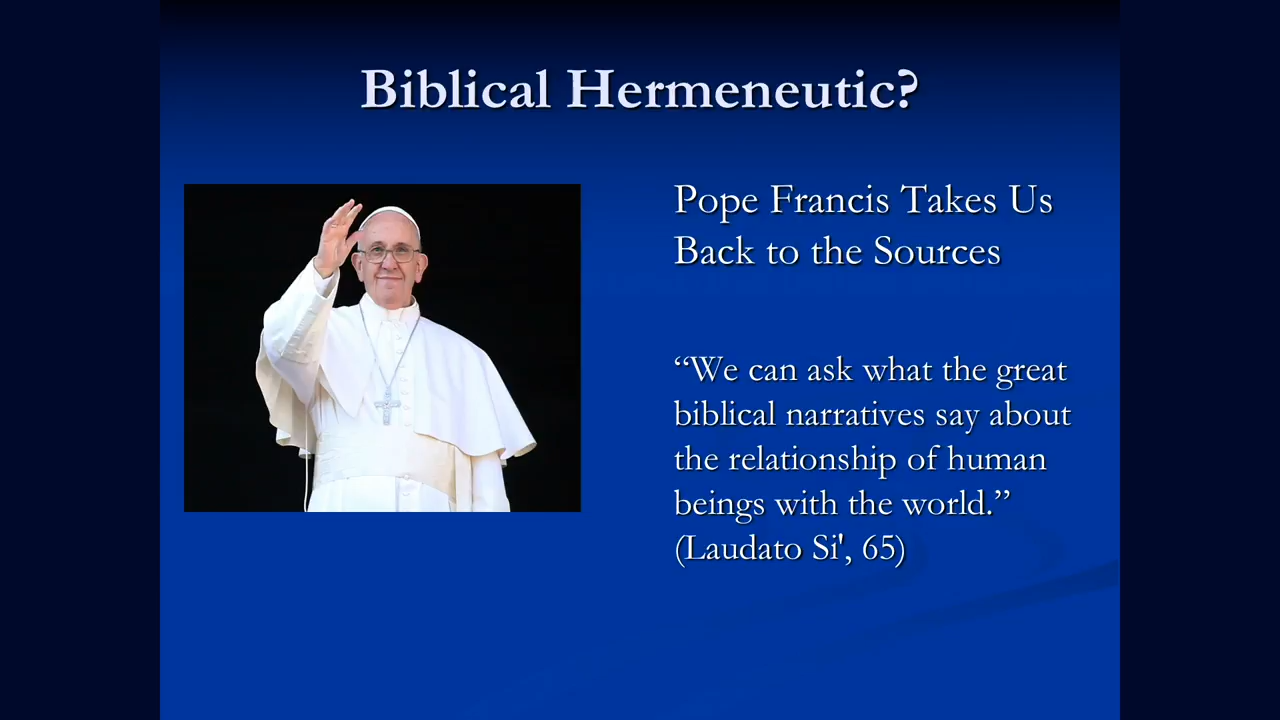 Biblical Hermeneutic?
Pope Francis Takes Us
Back to the Sources
“We can ask what the great
biblical narratives say about
the relationship of human
beings with the world.”
(Laudato Si', 65)